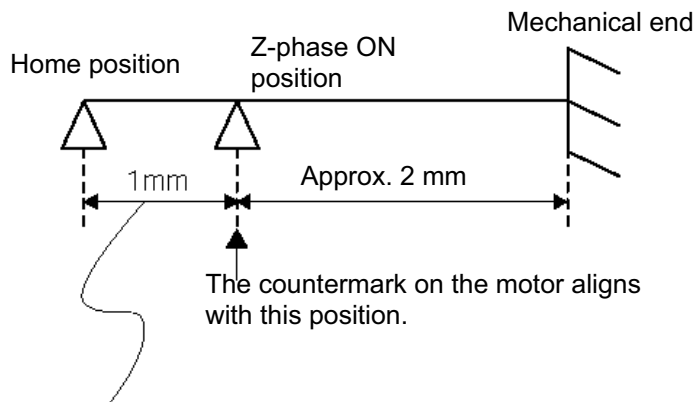 Mechanical end
Home position
Z-phase ON
position
1mm
Approx. 2 mm
The countermark on the motor aligns
with this position.